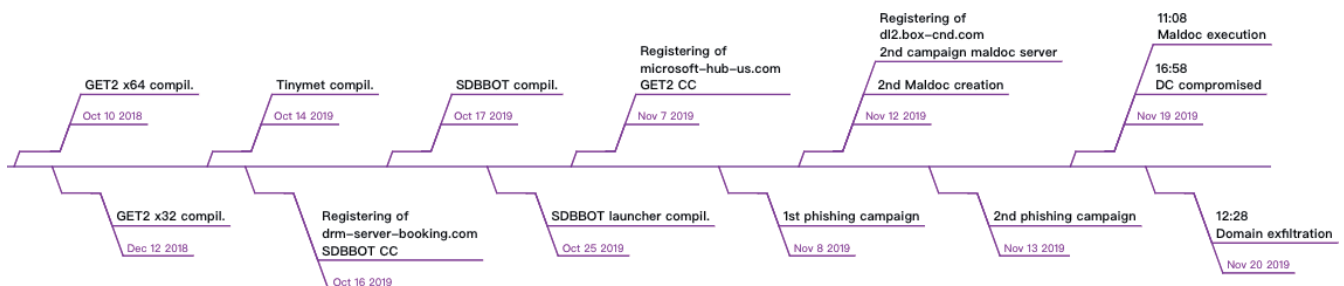 GET2 x64 compil.
Oct 10 2018
GET2 x32 compil.
Dec 12 2018
Tinymet compil.
Oct 14 2019
Registering of
drm-server-booking.com
SDBBOT CC
Oct 16 2019
SDBBOT compil.
Oct 17 2019
SDBBOT launcher compil.
Oct 25 2019
Registering of
microsoft-hub-us.com
GET2 CC
Nov 7 2019
1st phishing campaign
Nov 8 2019
Registering of
dl2.box-cnd.com
2nd campaign maldoc server
2nd Maldoc creation
Nov 12 2019
2nd phishing campaign
Nov 13 2019
11:08
Maldoc execution
16:58
DC compromised
Nov 19 2019
12:28
Domain exfiltration
Nov 20 2019